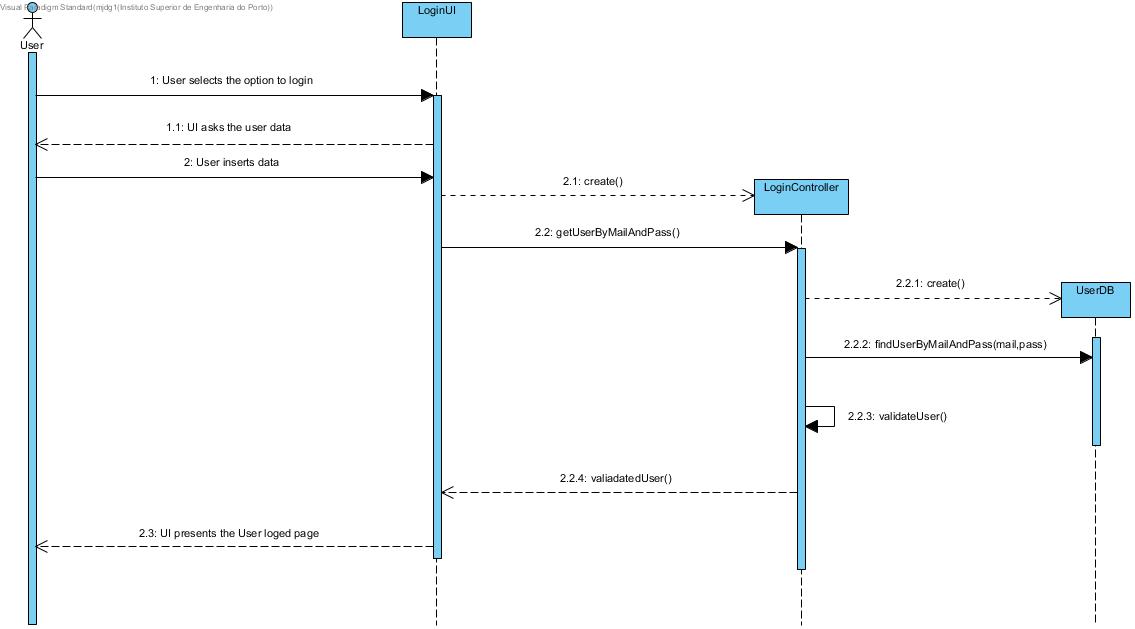 Visual Paradigm Standard(mjdg1(Instituto Superior de Engenharia do Porto))
LoginUI
User
1: User selects the option to login
1.1: UI asks the user data
2: User inserts data
2.1: create()
LoginController
2.2: getUserByMailAndPass()
2.2.1: create()
UserDB
2.2.2: findUserByMailAndPass(mail,pass)
2.2.3: validateUser()
2.2.4: valiadatedUser()
2.3: UI presents the User loged page